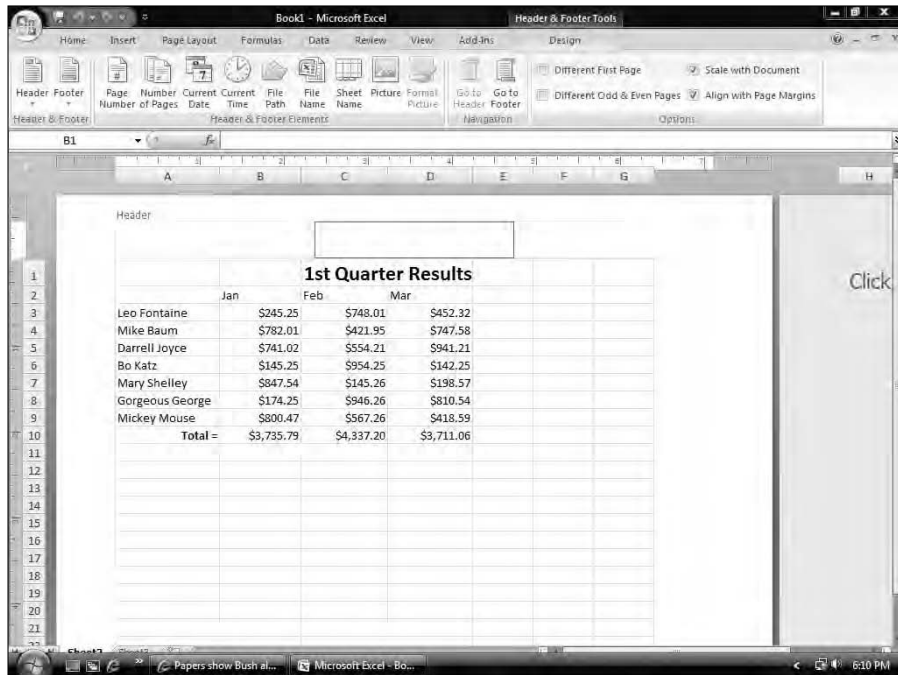 Book1 - Microsoft Excel Header & Footer Tools
Home Insert Page Layout Formulas Data Review View Add-Ins Design
Header Footer Page Number Number of Pages Current Date Current Time File Path File Name Sheet Name Picture Format Picture Go to Header Go to Footer
Different First Page Scale with Document
Different Odd & Even Pages Align with Page Margins
Header & Footer Header & Footer Elements Navigation Options
B1 fx
1 2 3 4 5 6 7
A B C D E F G H
Header
1 1st Quarter Results
Click
2 Jan Feb Mar
3 Leo Fontaine $245.25 $748.01 $452.32
4 Mike Baum $782.01 $421.95 $747.58
5 Darrell Joyce $741.02 $554.21 $941.21
6 Bo Katz $145.25 $954.25 $142.25
7 Mary Shelley $847.54 $145.26 $198.57
8 Gorgeous George $174.25 $946.26 $810.54
9 Mickey Mouse $800.47 $567.26 $418.59
10 Total = $3,735.79 $4,337.20 $3,711.06
11
12
13
14
15
16
17
18
19
20
21
Papers show Bush al... Microsoft Excel - Bo... 6:10 PM